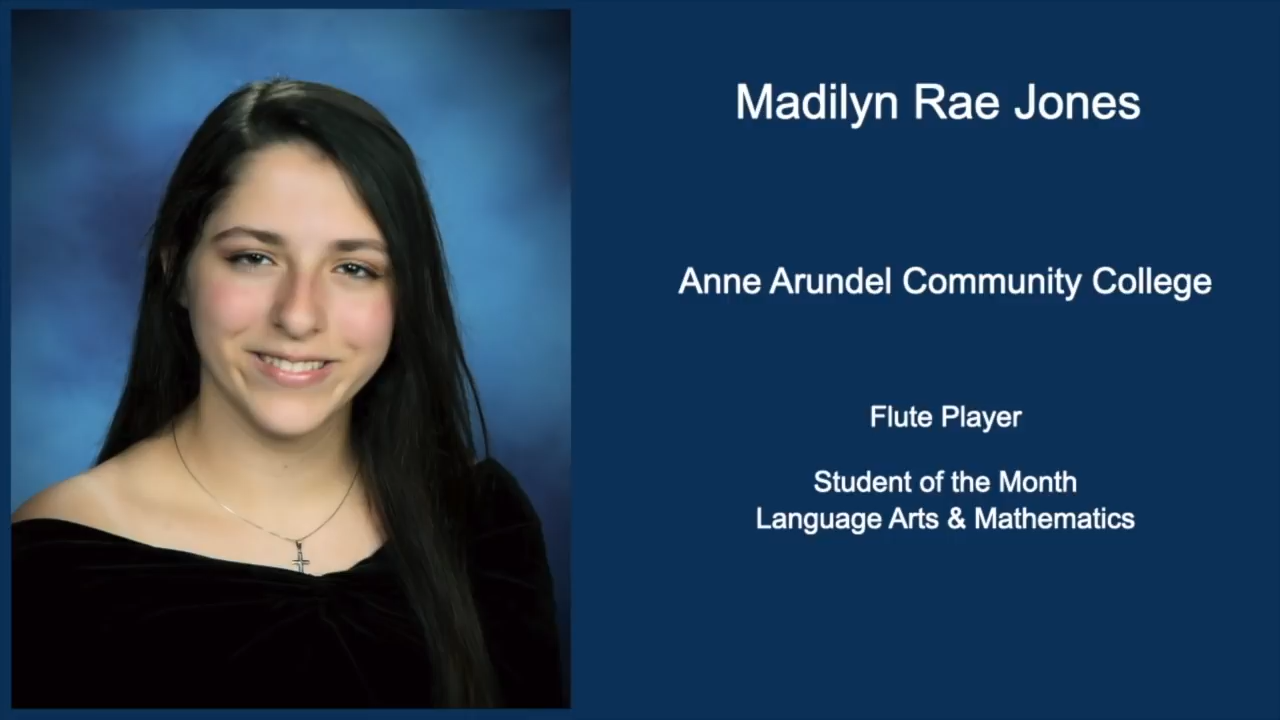 Madilyn Rae Jones
Anne Arundel Community College
Flute Player
Student of the Month
Language Arts & Mathematics